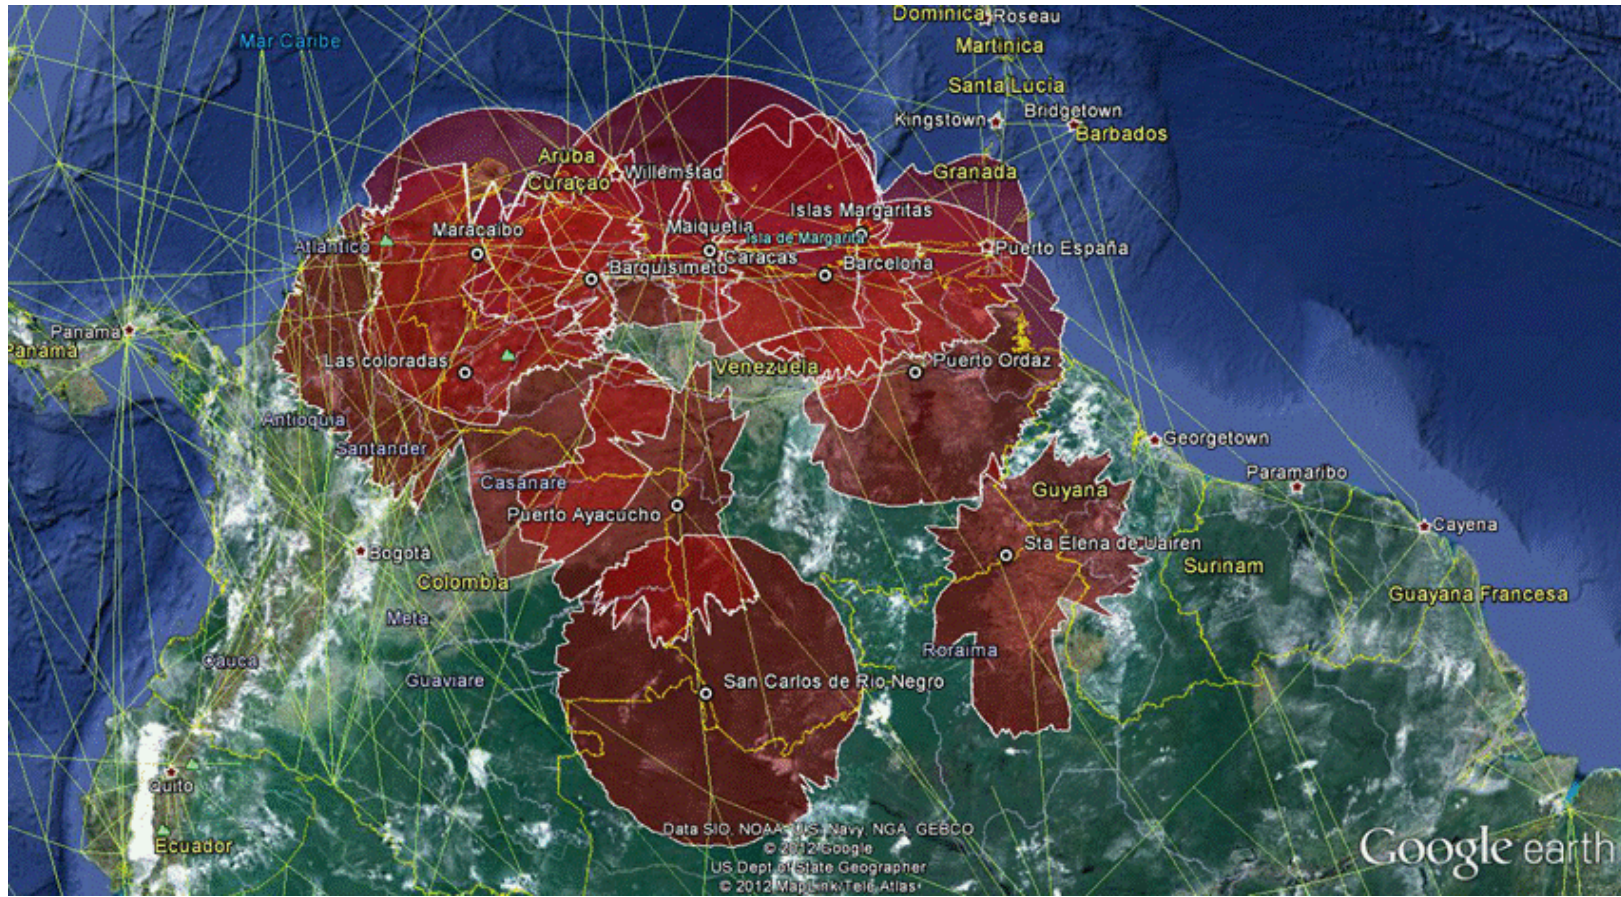 Dominica
Roseau
Mar Caribe
Martinica
Santa Lucia
Bridgetown
Kingstown
Barbados
Aruba
Willemstad
Granada
Curaçao
Islas Margaritas
Maracaibo
Maiquetia
Isla de Margarita
Atlántico
Puerto España
Caracas
Barquisimeto
Barcelona
Panama
Panamá
Las coloradas
Venezuela
Puerto Ordaz
Antioquia
Santander
Georgetown
Paramaribo
Casanare
Guyana
Puerto Ayacucho
Cayena
Bogotá
Sta Elena de Uairen
Colombia
Surinam
Guayana Francesa
Meta
Cauca
Roraima
Guaviare
San Carlos de Rio Negro
Quito
Ecuador
Data SIO, NOAA, U.S. Navy, NGA, GEBCO
© 2012 Google
US Dept of State Geographer
© 2012 MapLink/Tele Atlas
Google earth